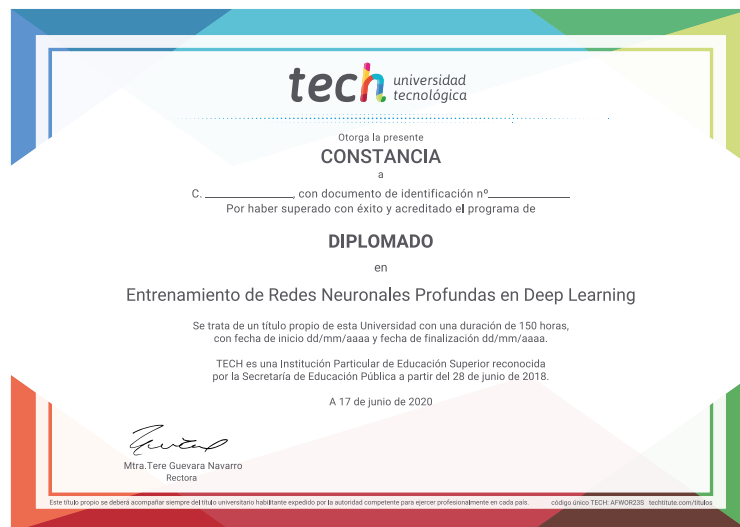 tech universidad
tecnológica
Otorga la presente
CONSTANCIA
a
C. ______________, con documento de identificación nº______________
Por haber superado con éxito y acreditado el programa de
DIPLOMADO
en
Entrenamiento de Redes Neuronales Profundas en Deep Learning
Se trata de un título propio de esta Universidad con una duración de 150 horas,
con fecha de inicio dd/mm/aaaa y fecha de finalización dd/mm/aaaa.
TECH es una Institución Particular de Educación Superior reconocida
por la Secretaría de Educación Pública a partir del 28 de junio de 2018.
A 17 de junio de 2020
Mtra.Tere Guevara Navarro
Rectora
Este título propio se deberá acompañar siempre del título universitario habilitante expedido por la autoridad competente para ejercer profesionalmente en cada país. código único TECH: AFWOR23S techtitute.com/titulos